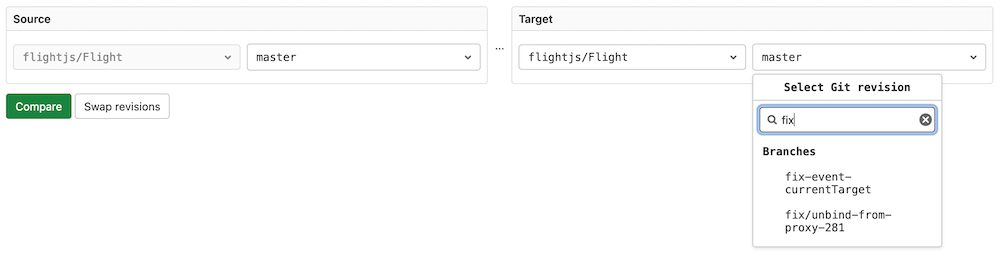 Source
Target
flightjs/Flight
master
...
flightjs/Flight
master
Compare
Swap revisions
Select Git revision
fix
Branches
fix-event-
currentTarget
fix/unbind-from-
proxy-281